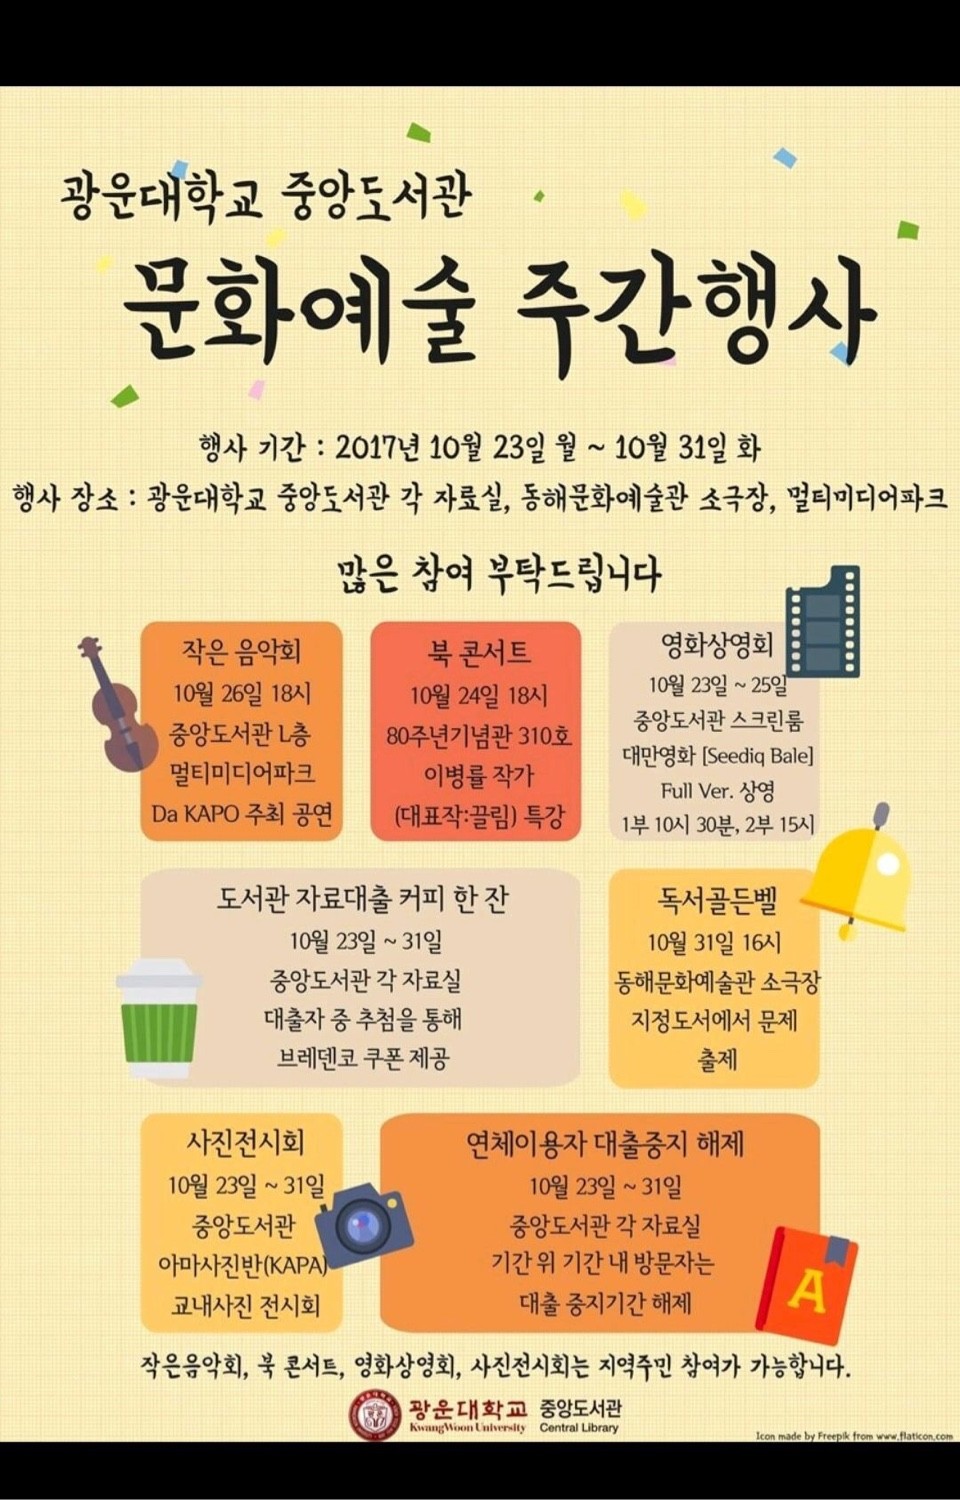 광운대학교 중앙도서관
문화예술 주간행사
행사 기간 : 2017년 10월 23일 월 ~ 10월 31일 화
행사 장소 : 광운대학교 중앙도서관 각 자료실, 동해문화예술관 소극장, 멀티미디어파크
많은 참여 부탁드립니다
작은 음악회
10월 26일 18시
중앙도서관 L층
멀티미디어파크
Da KAPO 주최 공연
북 콘서트
10월 24일 18시
80주년기념관 310호
이병률 작가
(대표작:끌림) 특강
영화상영회
10월 23일 ~ 25일
중앙도서관 스크린룸
대만영화 [Seediq Bale]
Full Ver. 상영
1부 10시 30분, 2부 15시
도서관 자료대출 커피 한 잔
10월 23일 ~ 31일
중앙도서관 각 자료실
대출자 중 추첨을 통해
브레덴코 쿠폰 제공
독서골든벨
10월 31일 16시
동해문화예술관 소극장
지정도서에서 문제
출제
사진전시회
10월 23일 ~ 31일
중앙도서관
아마사진반(KAPA)
교내사진 전시회
연체이용자 대출중지 해제
10월 23일 ~ 31일
중앙도서관 각 자료실
기간 위 기간 내 방문자는
대출 중지기간 해제
A
작은음악회, 북 콘서트, 영화상영회, 사진전시회는 지역주민 참여가 가능합니다.
광운대학교 중앙도서관
KwangWoon University Central Library
Icon made by Freepik from www.flaticon.com